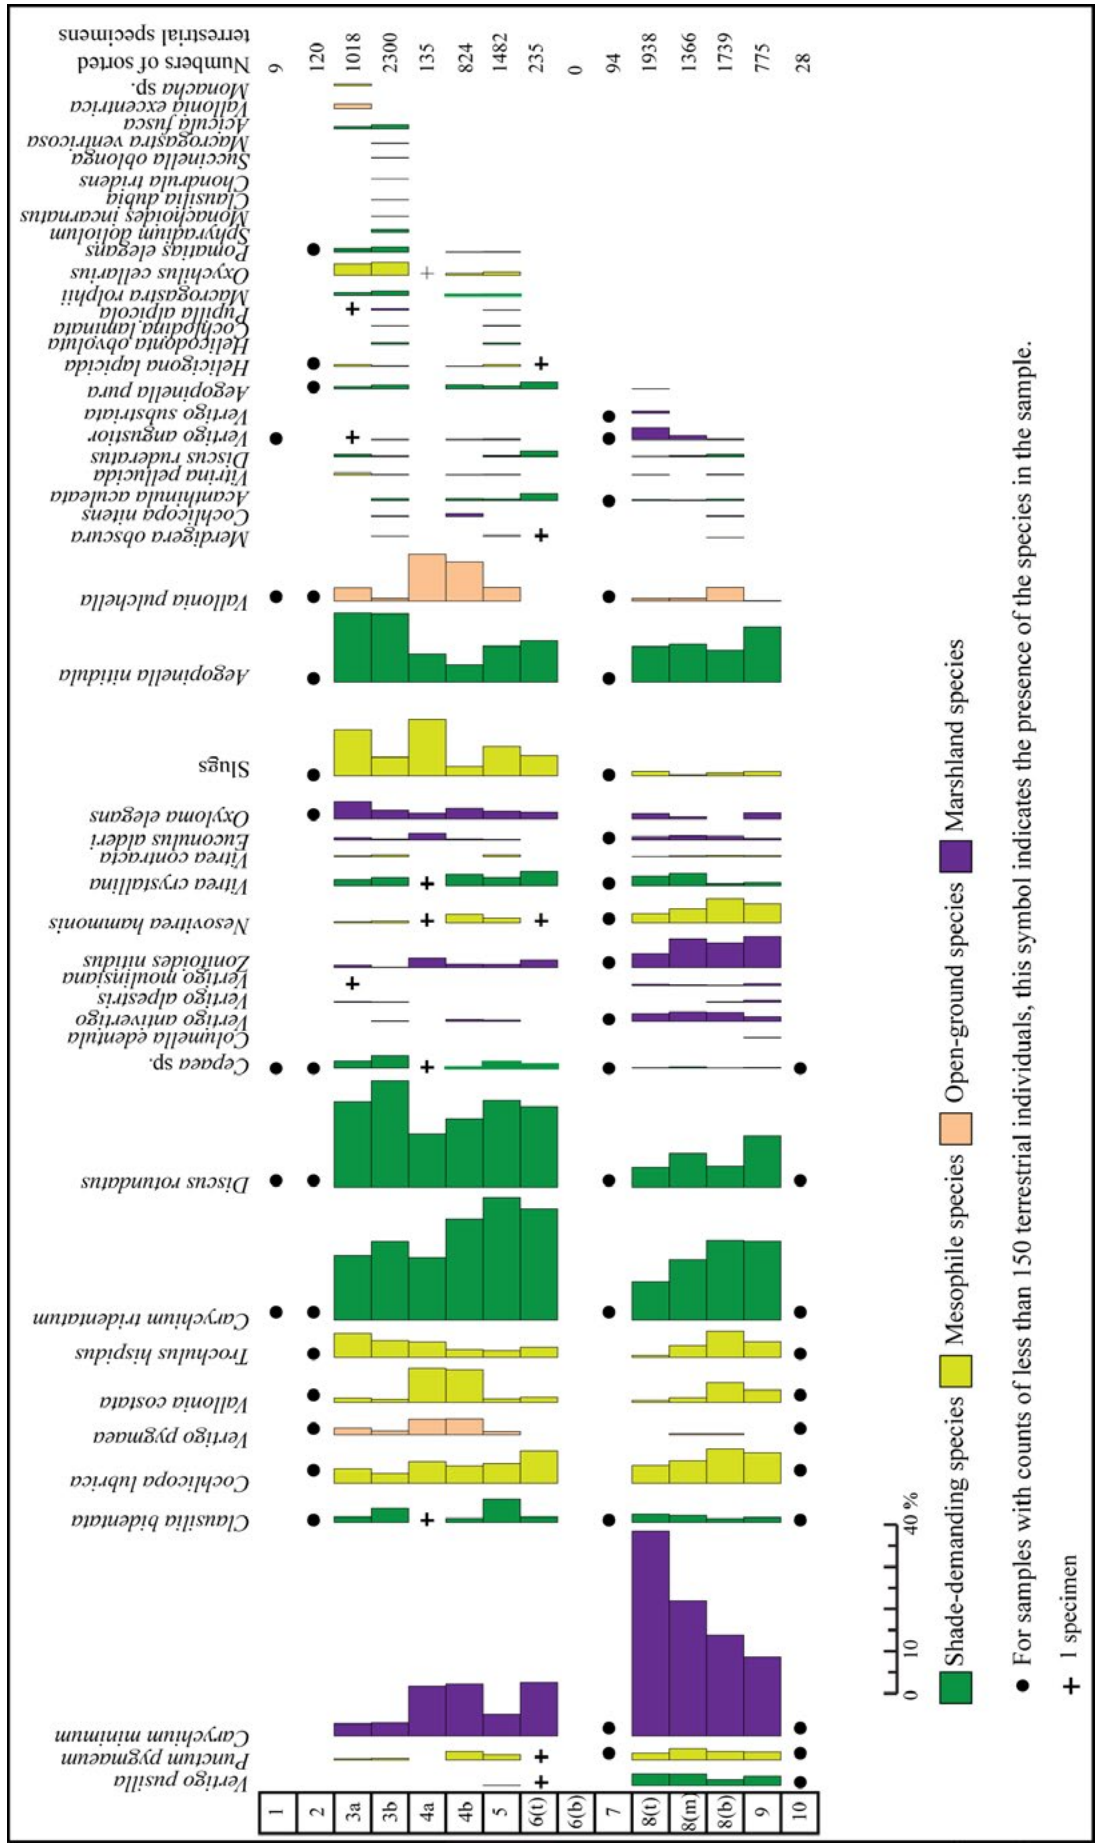 Vertigo pusilla
Punctum pygmaeum
Carychium minimum
Clausilia bidentata
Cochlicopa lubrica
Vertigo pygmaea
Vallonia costata
Trochulus hispidus
Carychium tridentatum
Discus rotundatus
Cepaea sp.
Columella edentula
Vertigo antivertigo
Vertigo alpestris
Vertigo moulinsiana
Zonitoides nitidus
Nesovitrea hammonis
Vitrea crystallina
Vitrea contracta
Euconulus alderi
Oxyloma elegans
Slugs
Aegopinella nitidula
Vallonia pulchella
Merdigera obscura
Cochlicopa nitens
Acanthinula aculeata
Vitrina pellucida
Discus ruderatus
Vertigo angustior
Vertigo substriata
Aegopinella pura
Helicigona lapicida
Helicodonta obvoluta
Cochlodina laminata
Pupilla alpicola
Macrogastra rolphii
Oxychilus cellarius
Pomatias elegans
Sphyradium doliolum
Monachoides incarnatus
Clausilia dubia
Chondrula tridens
Succinella oblonga
Macrogastra ventricosa
Acicula fusca
Vallonia excentrica
Monacha sp.
Numbers of sorted
terrestrial specimens
1 9
2 120
3a 1018
3b 2300
4a 135
4b 824
5 1482
6(t) 235
6(b) 0
7 94
8(t) 1938
8(m) 1366
8(b) 1739
9 775
10 28
0 10 40 %
Shade-demanding species Mesophile species Open-ground species Marshland species
● For samples with counts of less than 150 terrestrial individuals, this symbol indicates the presence of the species in the sample.
+ 1 specimen